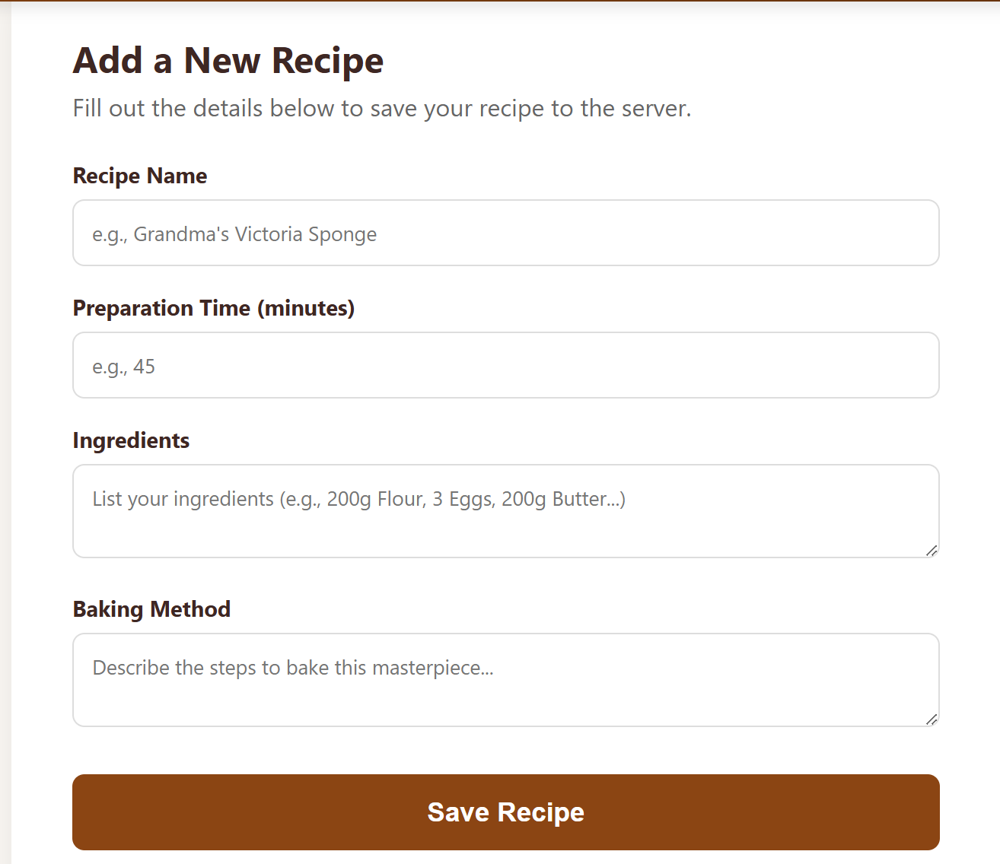 Add a New Recipe
Fill out the details below to save your recipe to the server.
Recipe Name
e.g., Grandma's Victoria Sponge
Preparation Time (minutes)
e.g., 45
Ingredients
List your ingredients (e.g., 200g Flour, 3 Eggs, 200g Butter...)
Baking Method
Describe the steps to bake this masterpiece...
Save Recipe